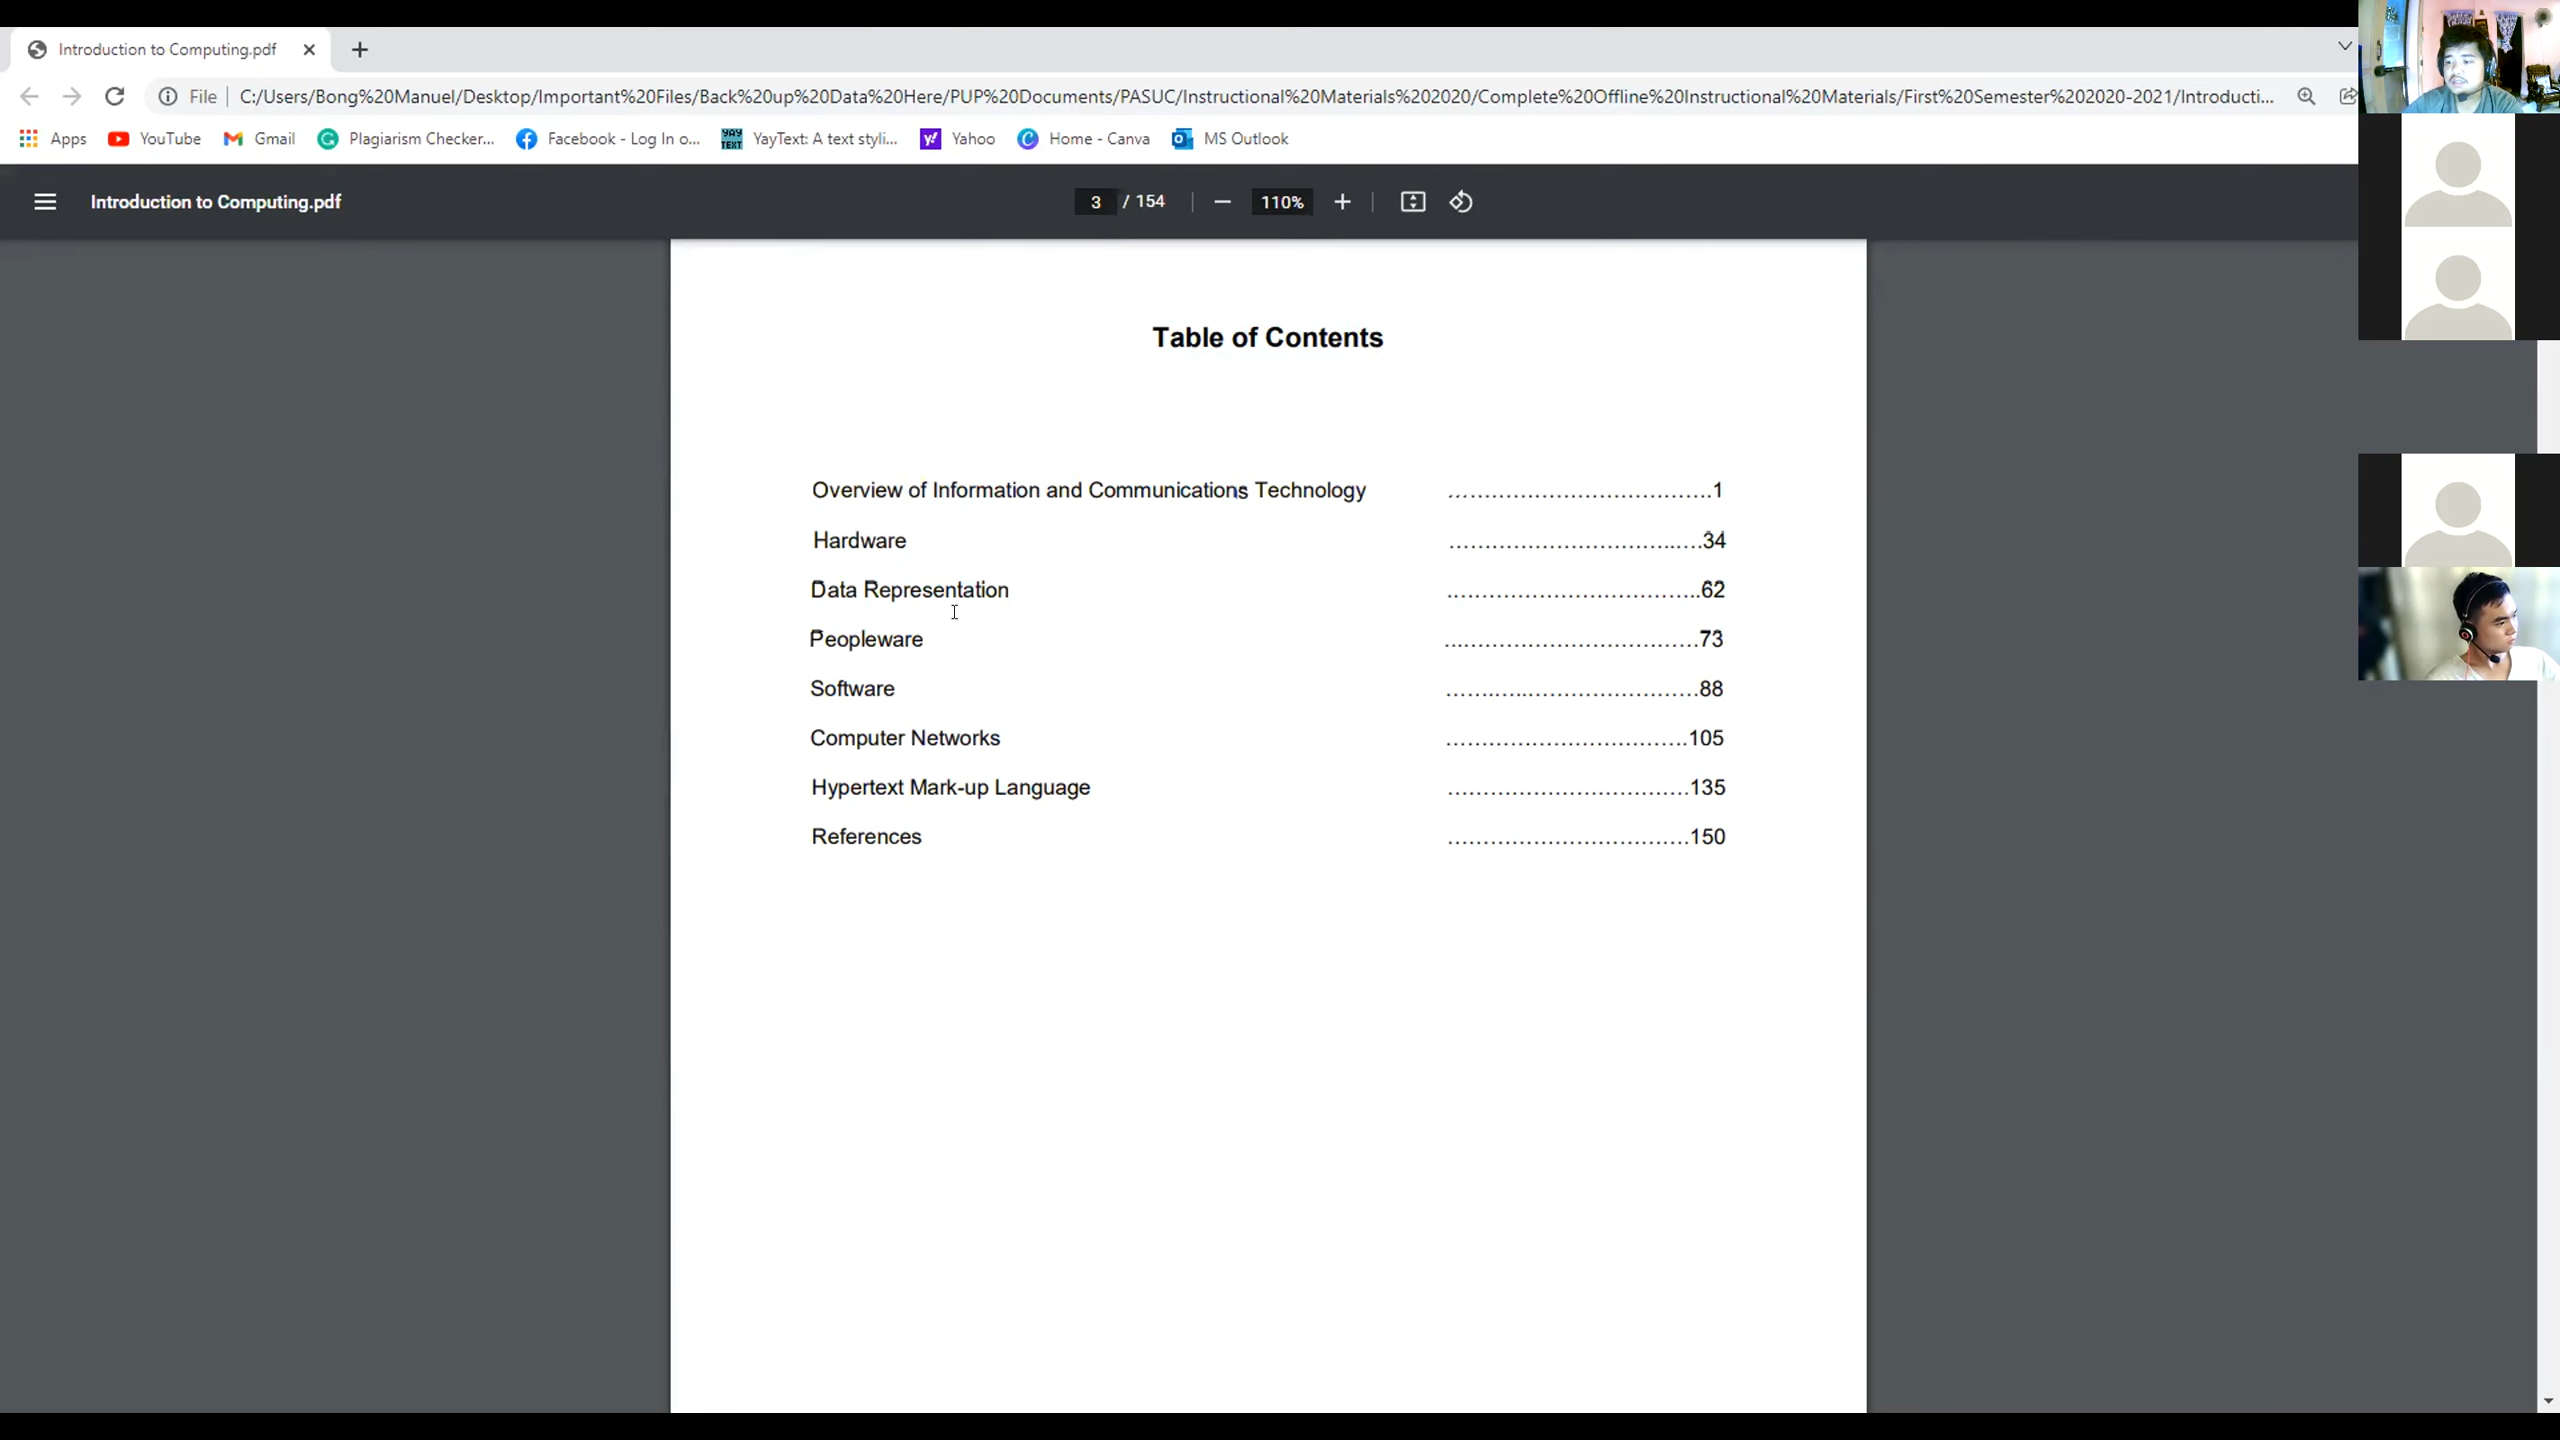 Introduction to Computing.pdf
File C:/Users/Bong%20Manuel/Desktop/Important%20Files/Back%20up%20Data%20Here/PUP%20Documents/PASUC/Instructional%20Materials%202020/Complete%20Offline%20Instructional%20Materials/First%20Semester%202020-2021/Introducti...
Apps YouTube Gmail Plagiarism Checker... Facebook - Log In o... YAY TEXT YayText: A text styli... Yahoo Home - Canva MS Outlook
Introduction to Computing.pdf 3 / 154 110%
Table of Contents
Overview of Information and Communications Technology ……………………………….1
Hardware …………………………..….34
Data Representation ……………………………..62
Peopleware ………………………………73
Software …….…..……………………88
Computer Networks …………………………….105
Hypertext Mark-up Language ……………………………135
References ……………………………150